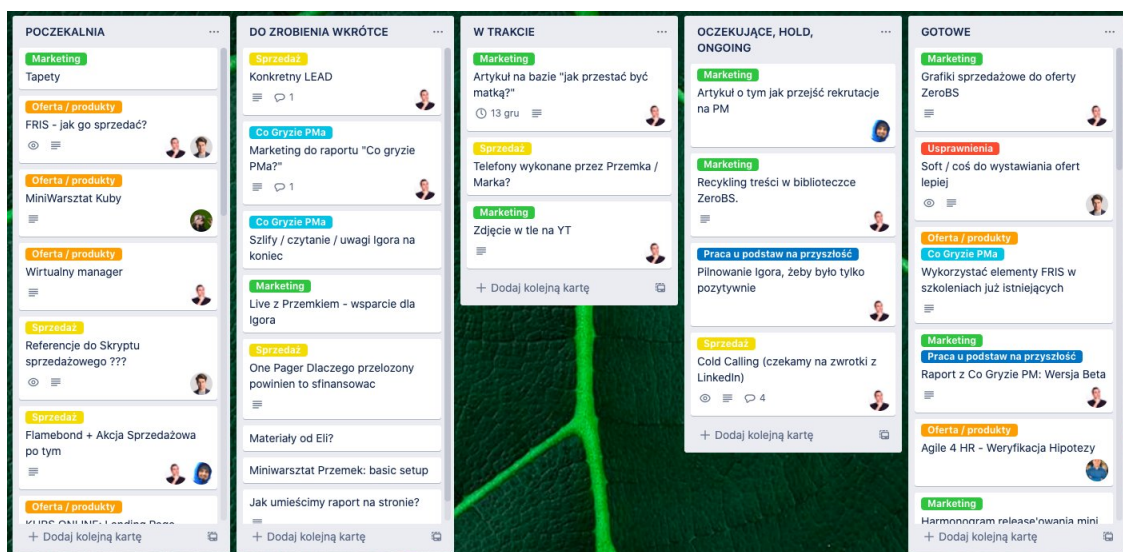 POCZEKALNIA
Marketing
Tapety
Oferta / produkty
FRIS - jak go sprzedać?
Oferta / produkty
MiniWarsztat Kuby
Oferta / produkty
Wirtualny manager
Sprzedaż
Referencje do Skryptu
sprzedażowego ???
Sprzedaż
Flamebond + Akcja Sprzedażowa
po tym
Oferta / produkty
KURS ONLINE: Landing Page
+ Dodaj kolejną kartę
DO ZROBIENIA WKRÓTCE
Sprzedaż
Konkretny LEAD
1
Co Gryzie PMa
Marketing do raportu "Co gryzie
PMa?"
1
Co Gryzie PMa
Szlify / czytanie / uwagi Igora na
koniec
Marketing
Live z Przemkiem - wsparcie dla
Igora
Sprzedaż
One Pager Dlaczego przelozony
powinien to sfinansowac
Materiały od Eli?
Miniwarsztat Przemek: basic setup
Jak umieścimy raport na stronie?
+ Dodaj kolejną kartę
W TRAKCIE
Marketing
Artykuł na bazie "jak przestać być
matką?"
13 gru
Sprzedaż
Telefony wykonane przez Przemka /
Marka?
Marketing
Zdjęcie w tle na YT
+ Dodaj kolejną kartę
OCZEKUJĄCE, HOLD,
ONGOING
Marketing
Artykuł o tym jak przejść rekrutacje
na PM
Marketing
Recykling treści w biblioteczce
ZeroBS.
Praca u podstaw na przyszłość
Pilnowanie Igora, żeby było tylko
pozytywnie
Sprzedaż
Cold Calling (czekamy na zwrotki z
LinkedIn)
4
+ Dodaj kolejną kartę
GOTOWE
Marketing
Grafiki sprzedażowe do oferty
ZeroBS
Usprawnienia
Soft / coś do wystawiania ofert
lepiej
Oferta / produkty
Co Gryzie PMa
Wykorzystać elementy FRIS w
szkoleniach już istniejących
Marketing
Praca u podstaw na przyszłość
Raport z Co Gryzie PM: Wersja Beta
Oferta / produkty
Agile 4 HR - Weryfikacja Hipotezy
Marketing
Harmonogram release'owania mini
+ Dodaj kolejną kartę